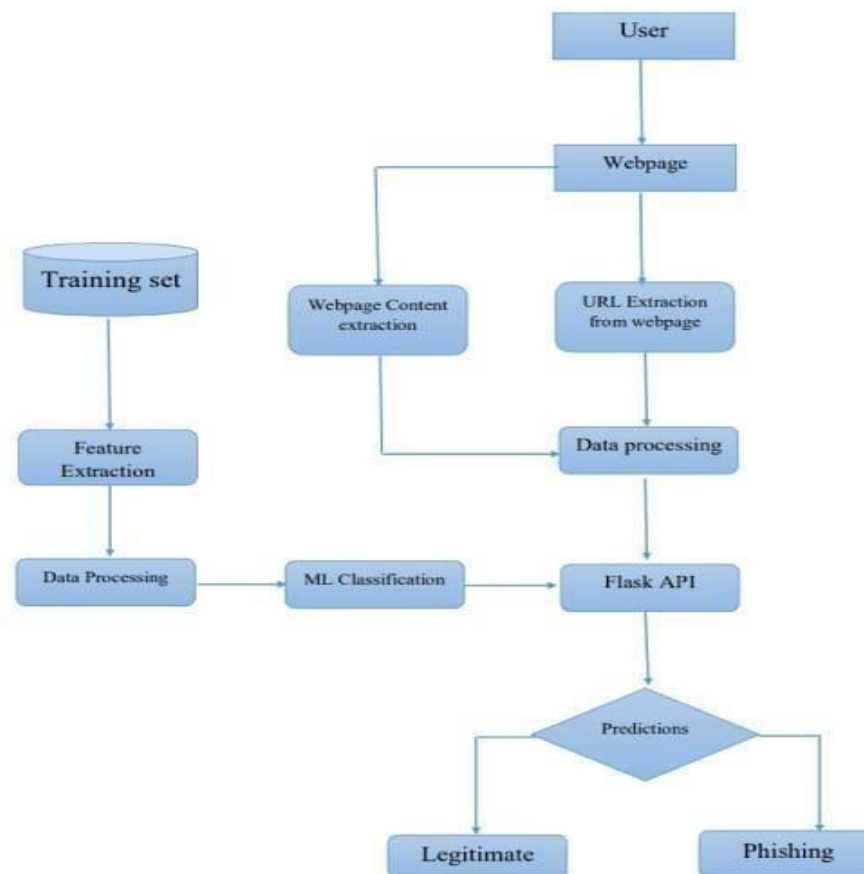 User
Webpage
Training set
Webpage Content
extraction
URL Extraction
from webpage
Feature
Extraction
Data processing
Data Processing
ML Classification
Flask API
Predictions
Legitimate
Phishing